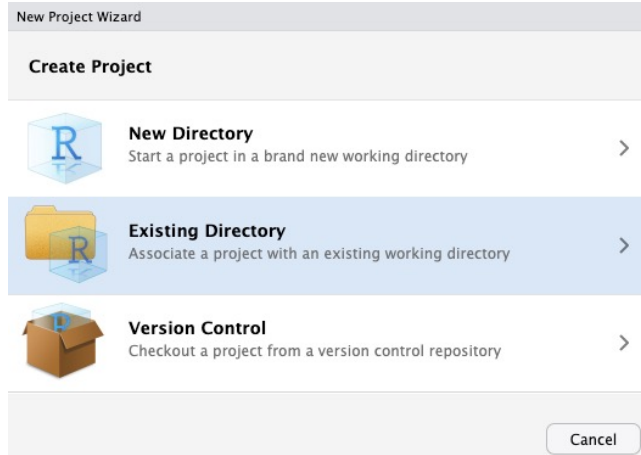 New Project Wizard
Create Project
R
New Directory
Start a project in a brand new working directory
R
Existing Directory
Associate a project with an existing working directory
R
Version Control
Checkout a project from a version control repository
Cancel